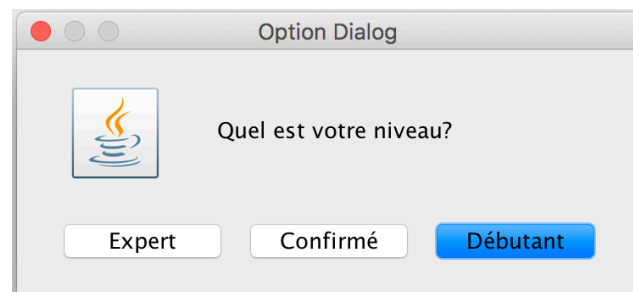 Option Dialog
Quel est votre niveau?
Expert Confirmé Débutant